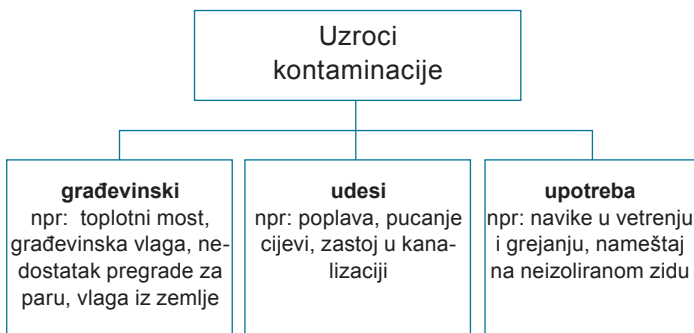 Uzroci
kontaminacije
građevinski
npr:  toplotni most,
građevinska vlaga, ne-
dostatak pregrade za
paru, vlaga iz zemlje
udesi
npr: poplava, pucanje
cijevi, zastoj u kana-
lizaciji
upotreba
npr: navike u vetrenju
i grejanju, nameštaj
na neizoliranom zidu